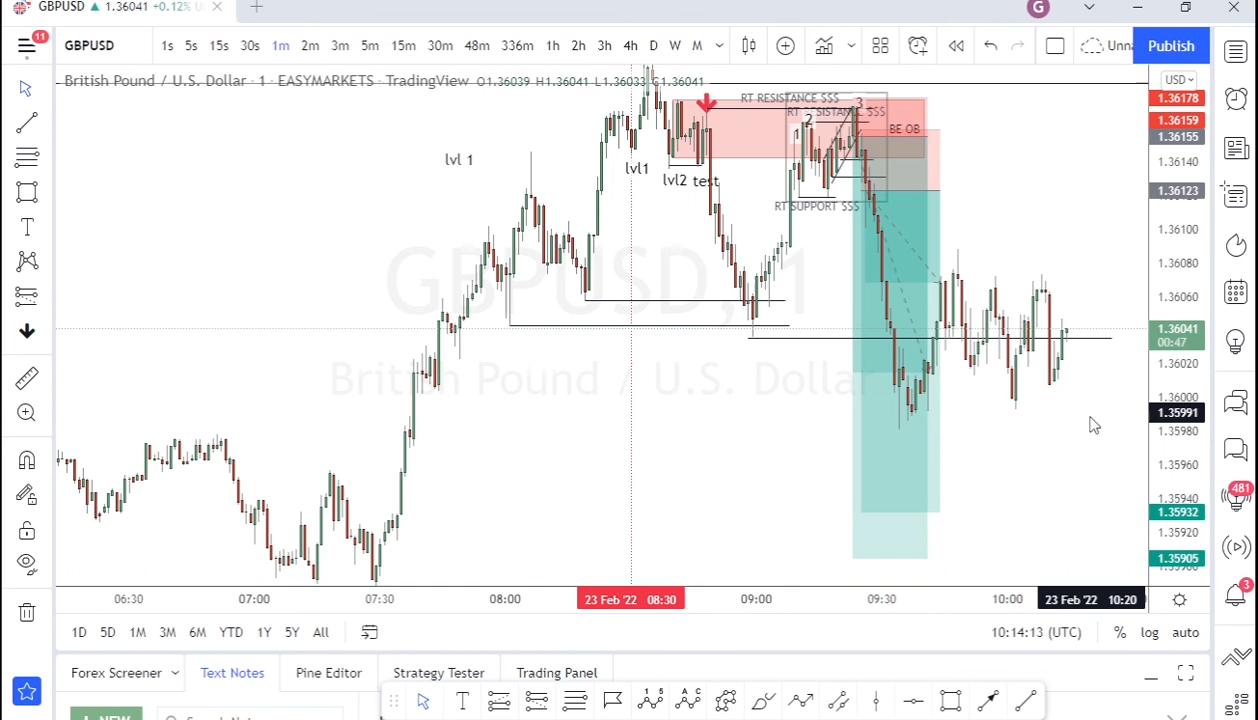 GBPUSD ▲ 1.36041 +0.12%
G
11
GBPUSD 1s 5s 15s 30s 1m 2m 3m 5m 15m 30m 48m 336m 1h 2h 3h 4h D W M
Publish
British Pound / U.S. Dollar · 1 · EASYMARKETS · TradingView O1.36039 H1.36041 L1.36033 C1.36041
USD
RT RESISTANCE $$$
RT RESISTANCE $$$
1 2 3
BE OB
lvl 1
lvl1
lvl2 test
RT SUPPORT $$$
GBPUSD, 1
British Pound / U.S. Dollar
1.36178
1.36159
1.36155
1.36140
1.36123
1.36100
1.36080
1.36060
1.36041
00:47
1.36020
1.36000
1.35991
1.35980
1.35960
1.35940
1.35932
1.35920
1.35905
481
3
06:30 07:00 07:30 08:00 23 Feb '22 08:30 09:00 09:30 10:00 23 Feb '22 10:20
1D 5D 1M 3M 6M YTD 1Y 5Y All
10:14:13 (UTC) % log auto
Forex Screener Text Notes Pine Editor Strategy Tester Trading Panel